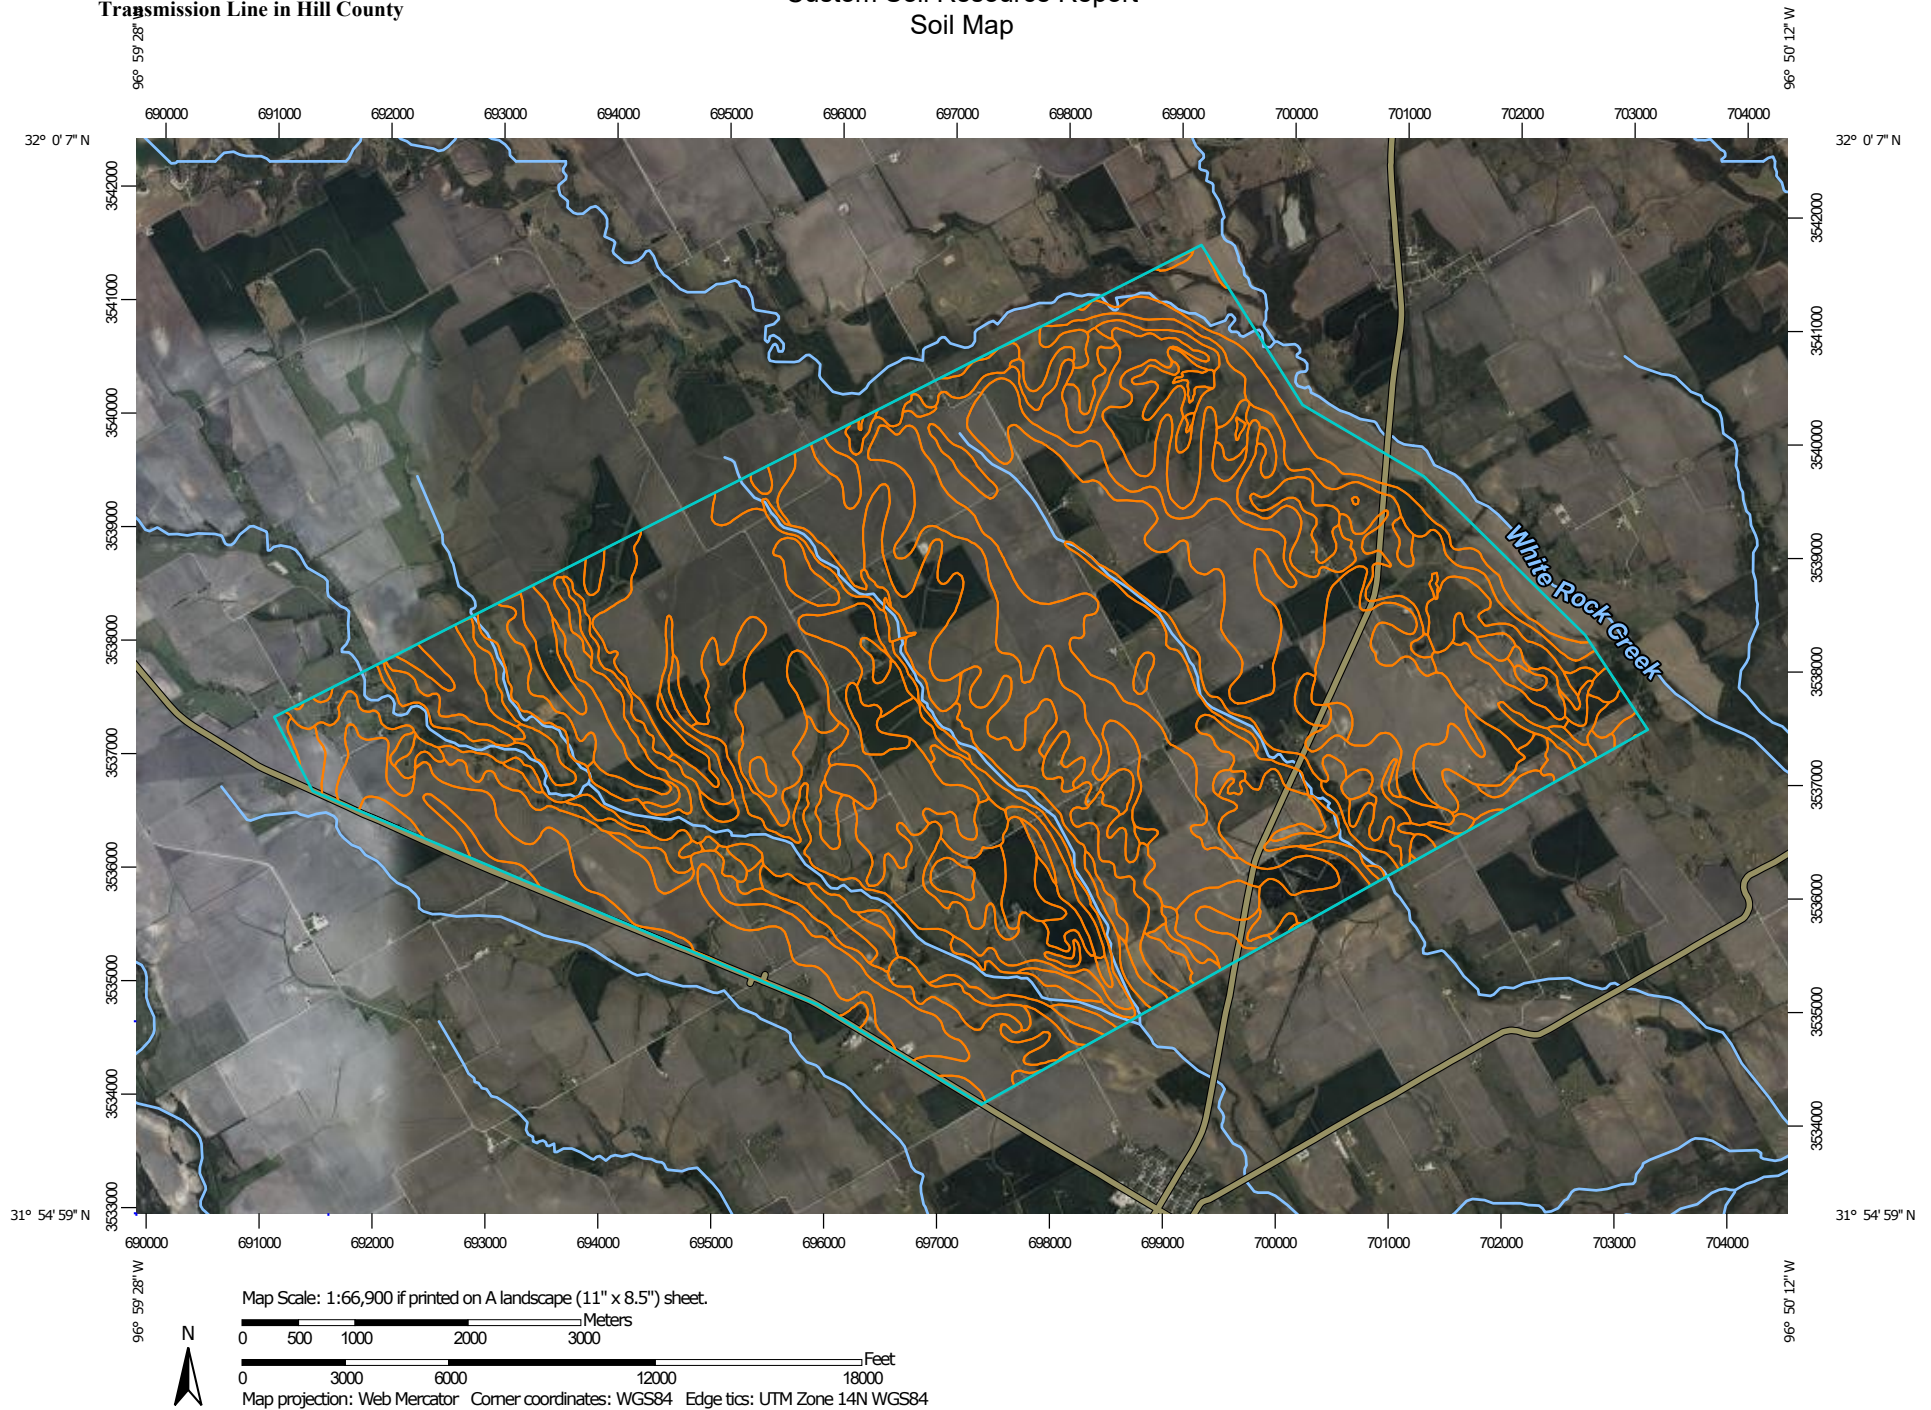 Transmission Line in Hill County
Custom Soil Resource Report
Soil Map
96° 59' 28" W
96° 50' 12" W
690000 691000 692000 693000 694000 695000 696000 697000 698000 699000 700000 701000 702000 703000 704000
32° 0' 7" N
32° 0' 7" N
3542000
3541000
3540000
3539000
3538000
3537000
3536000
3535000
3534000
3533000
3542000
3541000
3540000
3539000
3538000
3537000
3536000
3535000
3534000
White Rock Creek
31° 54' 59" N
31° 54' 59" N
690000 691000 692000 693000 694000 695000 696000 697000 698000 699000 700000 701000 702000 703000 704000
96° 59' 28" W
96° 50' 12" W
Map Scale: 1:66,900 if printed on A landscape (11" x 8.5") sheet.
Meters
0 500 1000 2000 3000
N
Feet
0 3000 6000 12000 18000
Map projection: Web Mercator Corner coordinates: WGS84 Edge tics: UTM Zone 14N WGS84